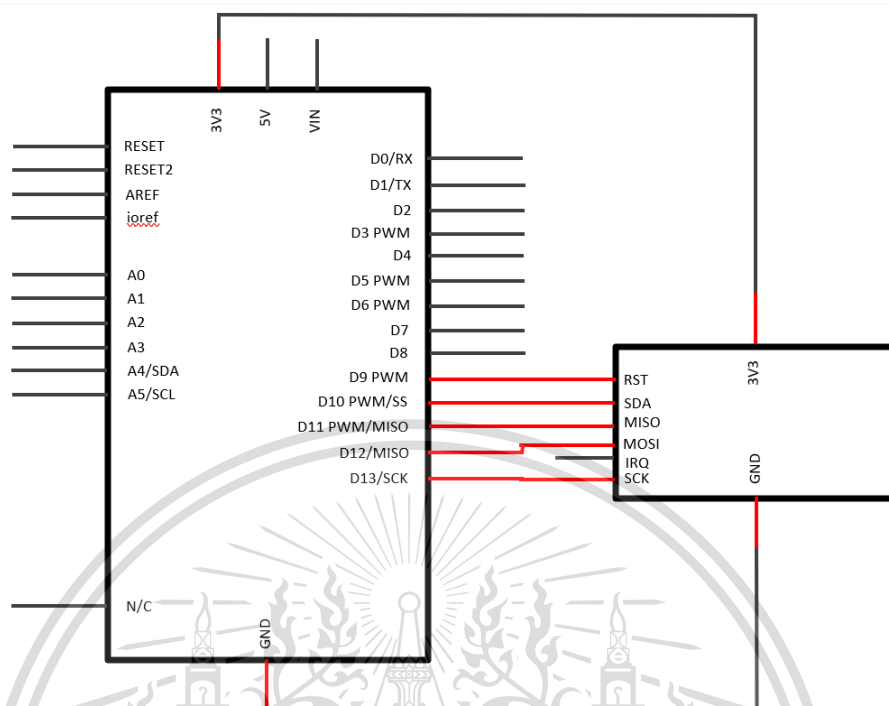 3V3
5V
VIN
RESET
RESET2
AREF
ioref
A0
A1
A2
A3
A4/SDA
A5/SCL
N/C
D0/RX
D1/TX
D2
D3 PWM
D4
D5 PWM
D6 PWM
D7
D8
D9 PWM
D10 PWM/SS
D11 PWM/MISO
D12/MISO
D13/SCK
GND
3V3
RST
SDA
MISO
MOSI
IRQ
SCK
GND